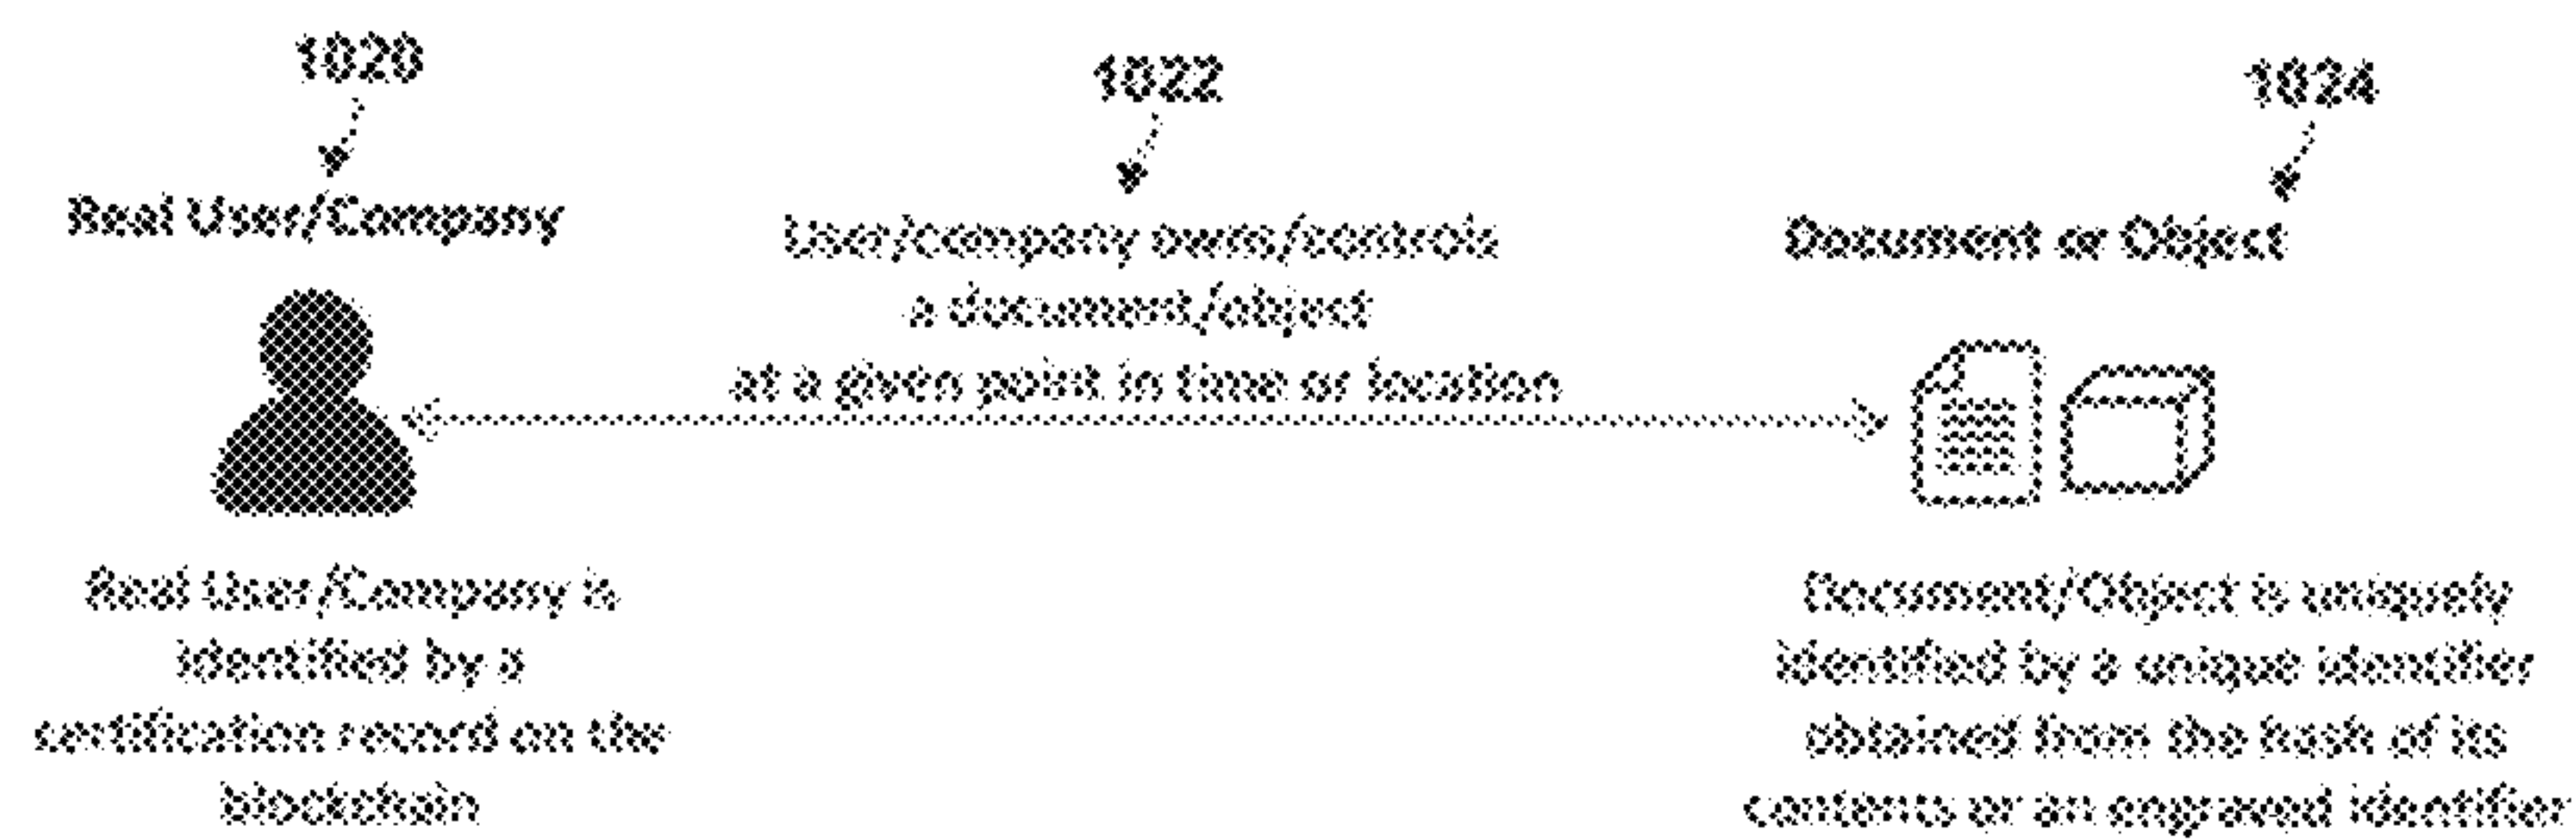 1020
Real User/Company
Real User/Company is
identified by a
certification record on the
blockchain
1022
User/company owns/controls
a document/object
at a given point in time or location
1024
Document or Object
Document/Object is uniquely
identified by a unique identifier
obtained from the hash of its
contents or an engraved identifier